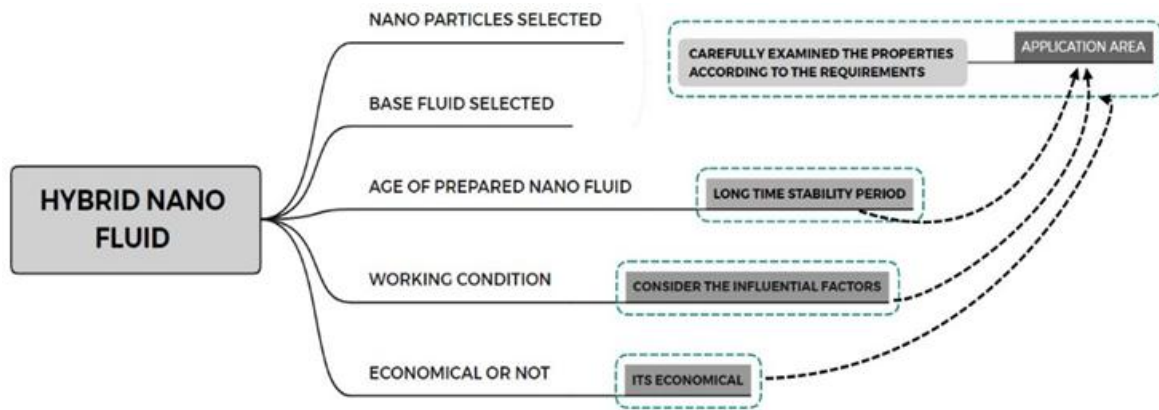 NANO PARTICLES SELECTED
CAREFULLY EXAMINED THE PROPERTIES
ACCORDING TO THE REQUIREMENTS
APPLICATION AREA
BASE FLUID SELECTED
HYBRID NANO
FLUID
AGE OF PREPARED NANO FLUID
LONG TIME STABILITY PERIOD
WORKING CONDITION
CONSIDER THE INFLUENTIAL FACTORS
ECONOMICAL OR NOT
ITS ECONOMICAL